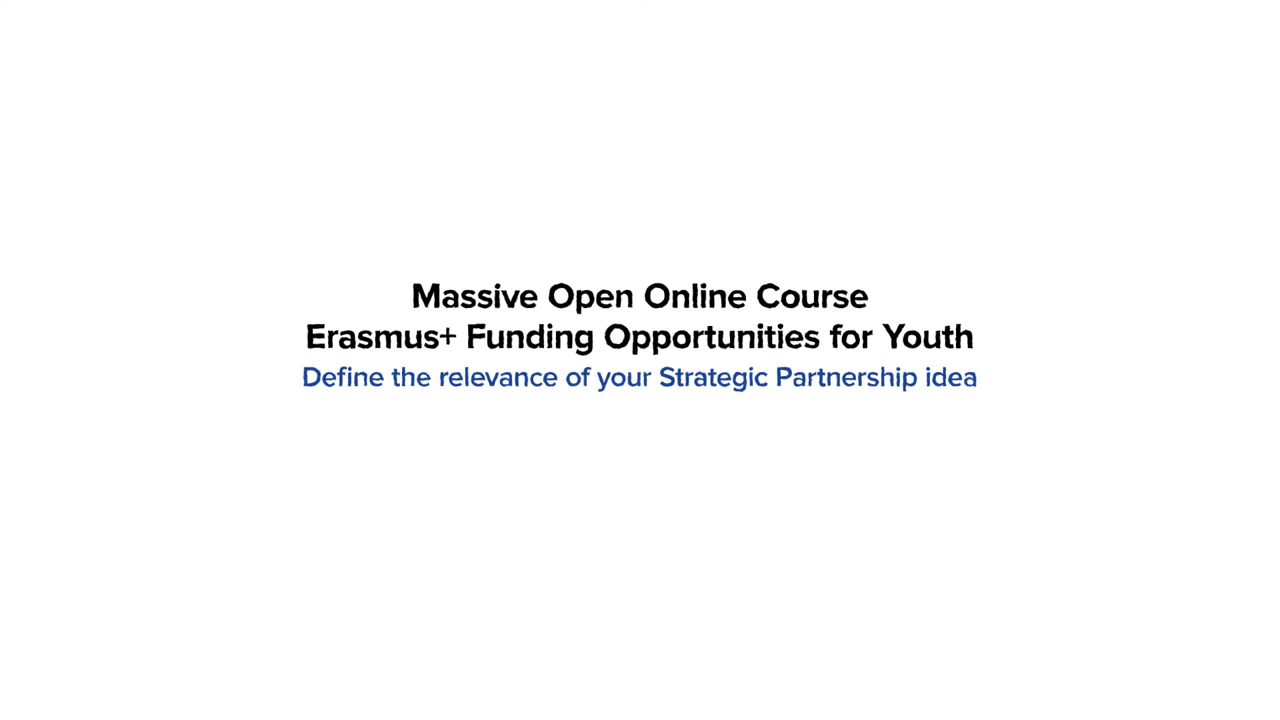 Massive Open Online Course
Erasmus+ Funding Opportunities for Youth
Define the relevance of your Strategic Partnership idea